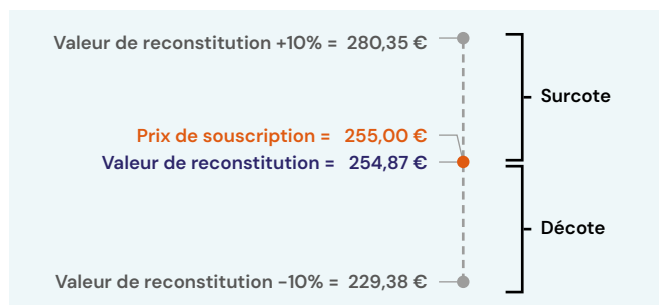 Valeur de reconstitution +10% = 280,35 €
Surcote
Prix de souscription = 255,00 €
Valeur de reconstitution = 254,87 €
Décote
Valeur de reconstitution -10% = 229,38 €